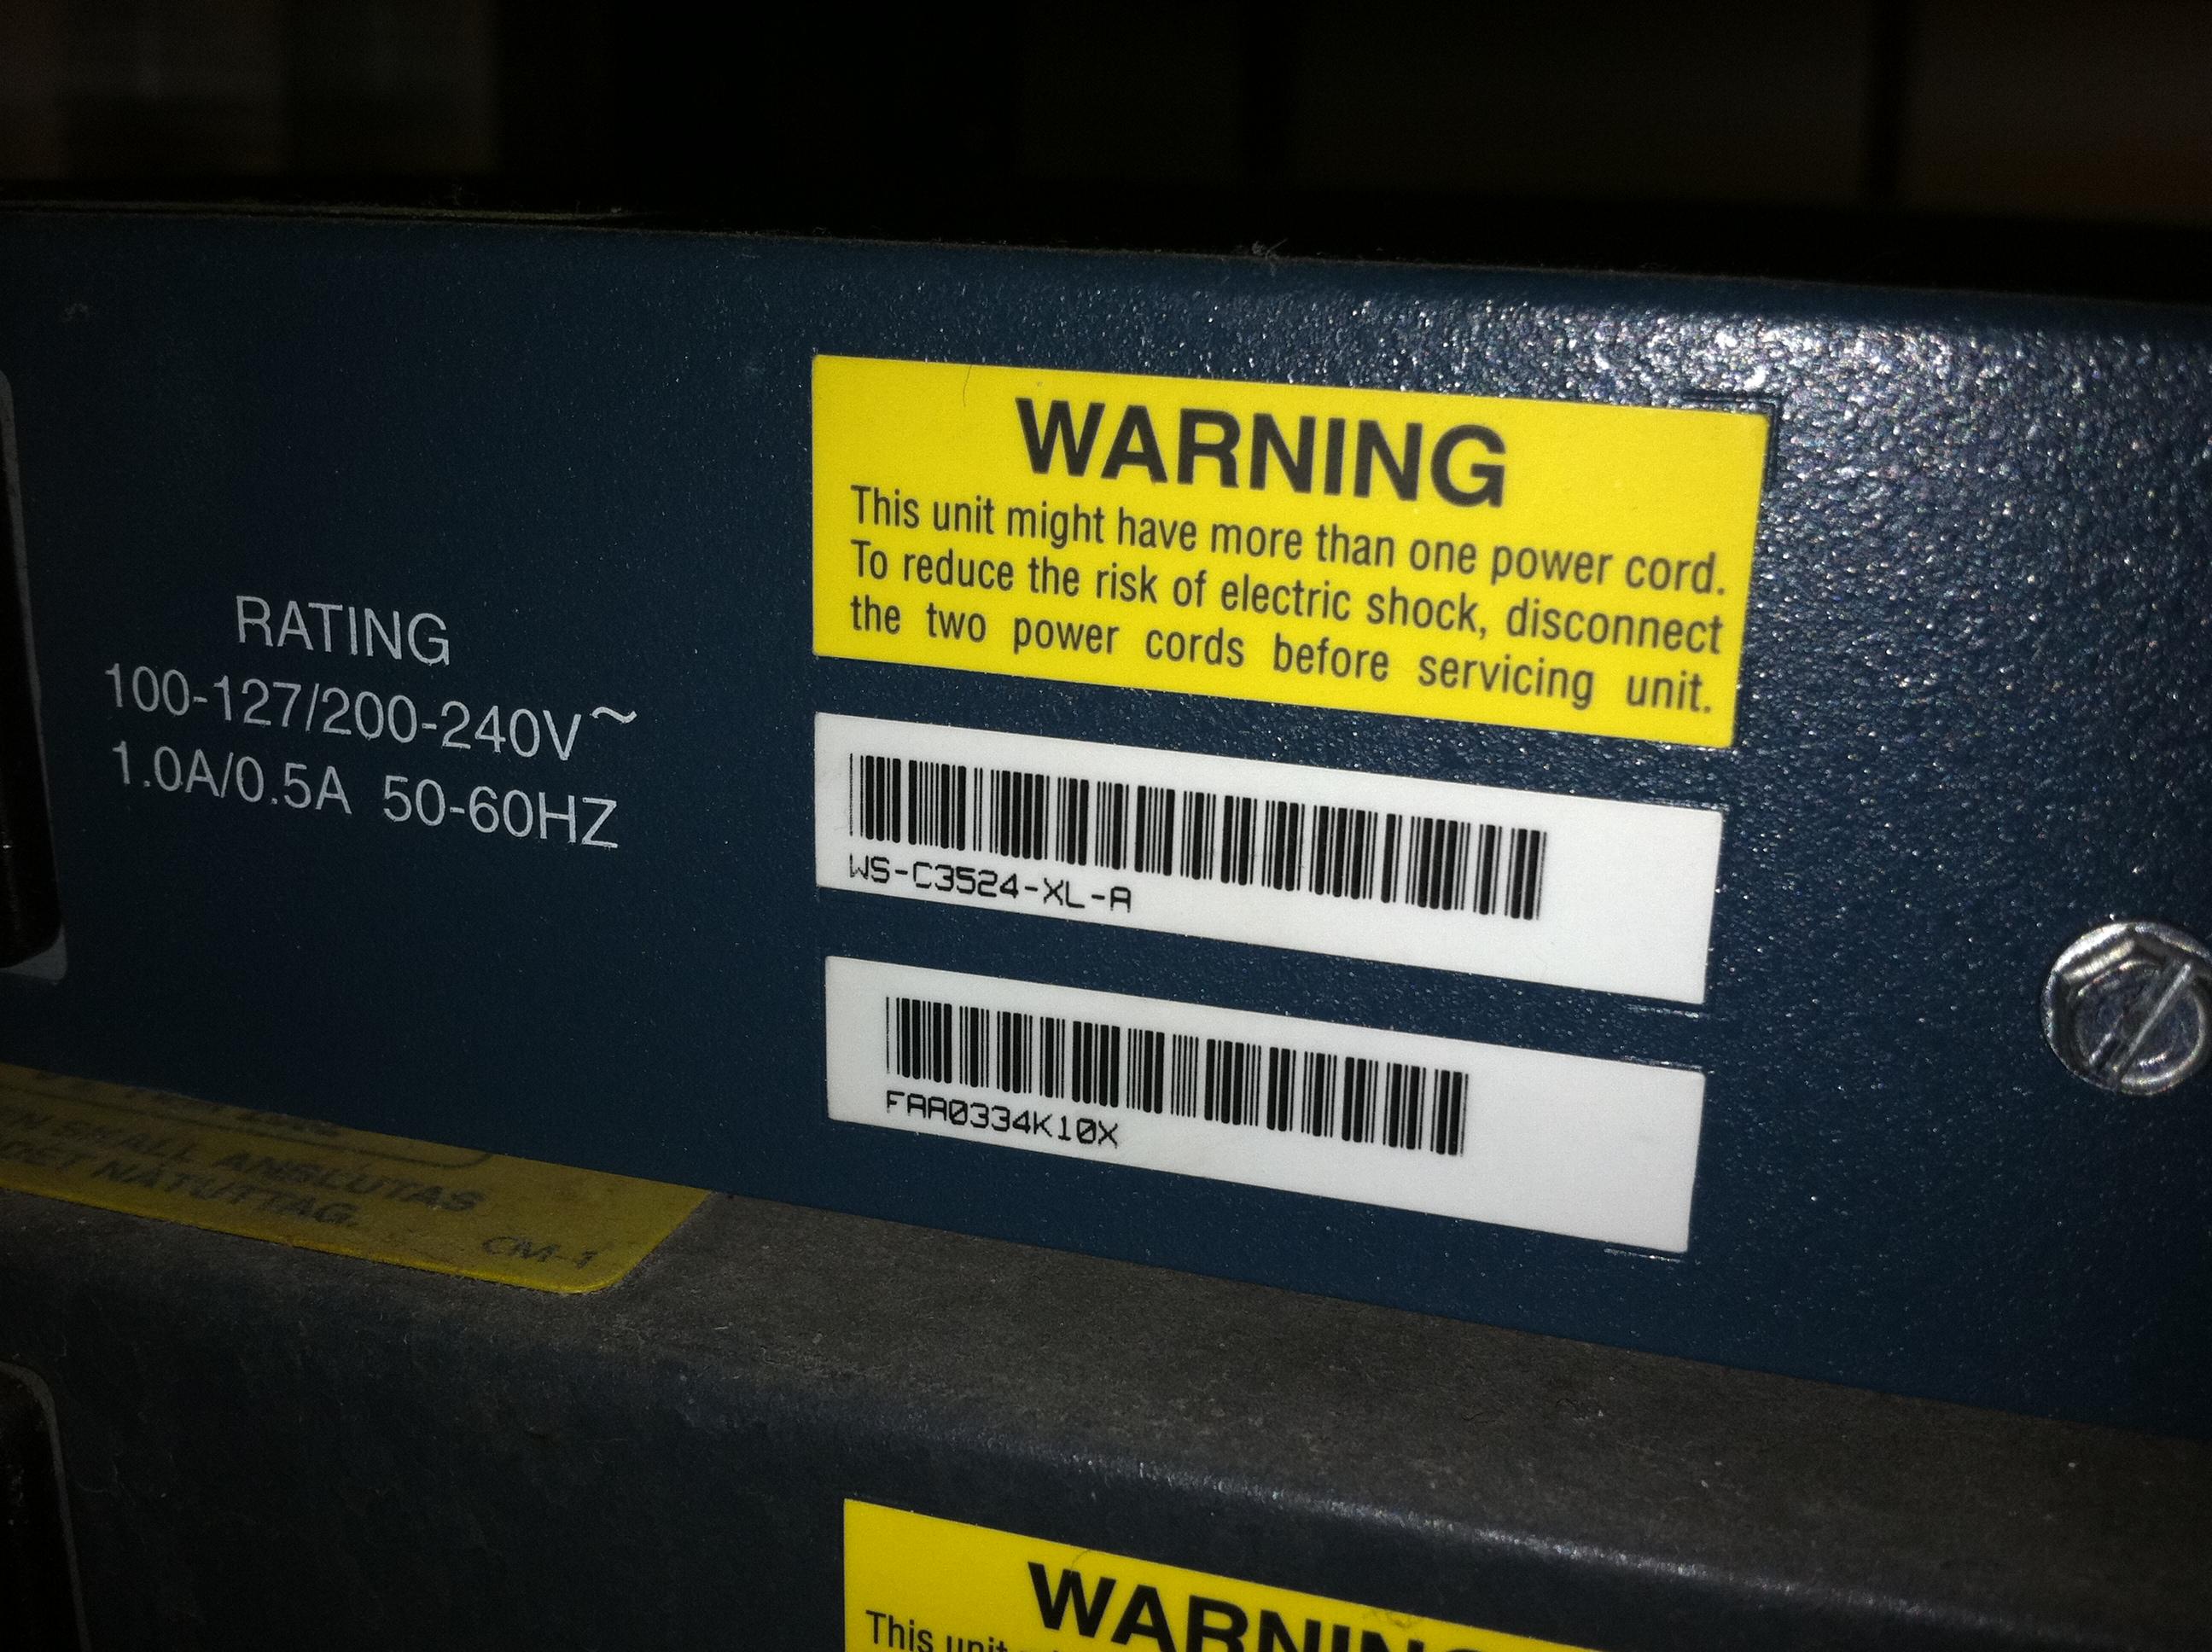 WARNING
This unit might have more than one power cord.
To reduce the risk of electric shock, disconnect
the two power cords before servicing unit.
RATING
100-127/200-240V~
1.0A/0.5A 50-60HZ
WS-C3524-XL-A
FAA0334K10X
SKALL ANSLUTAS
NÄTUTTAG.
CM-1
WARNING
This unit